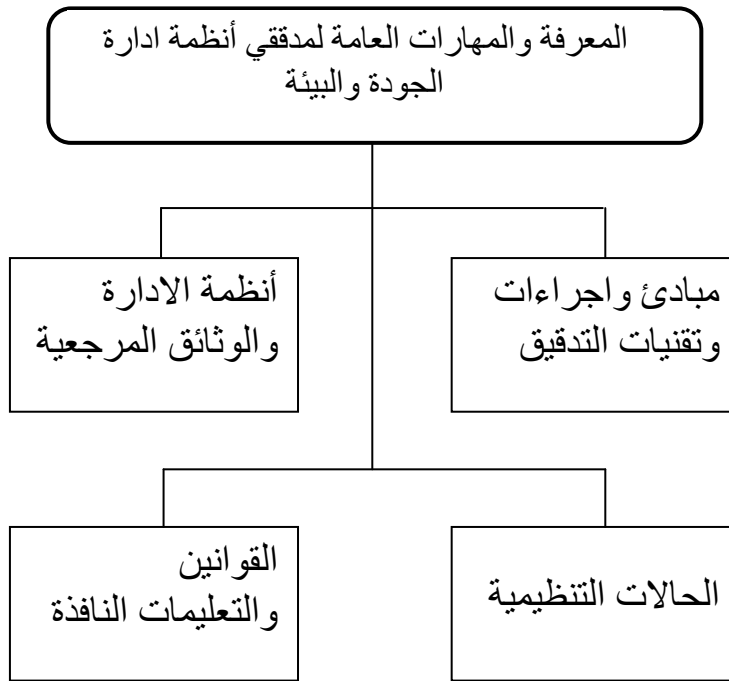 المعرفة والمهارات العامة لمدققي أنظمة ادارة
الجودة والبيئة
مبادئ واجراءات
وتقنيات التدقيق
أنظمة الادارة
والوثائق المرجعية
الحالات التنظيمية
القوانين
والتعليمات النافذة